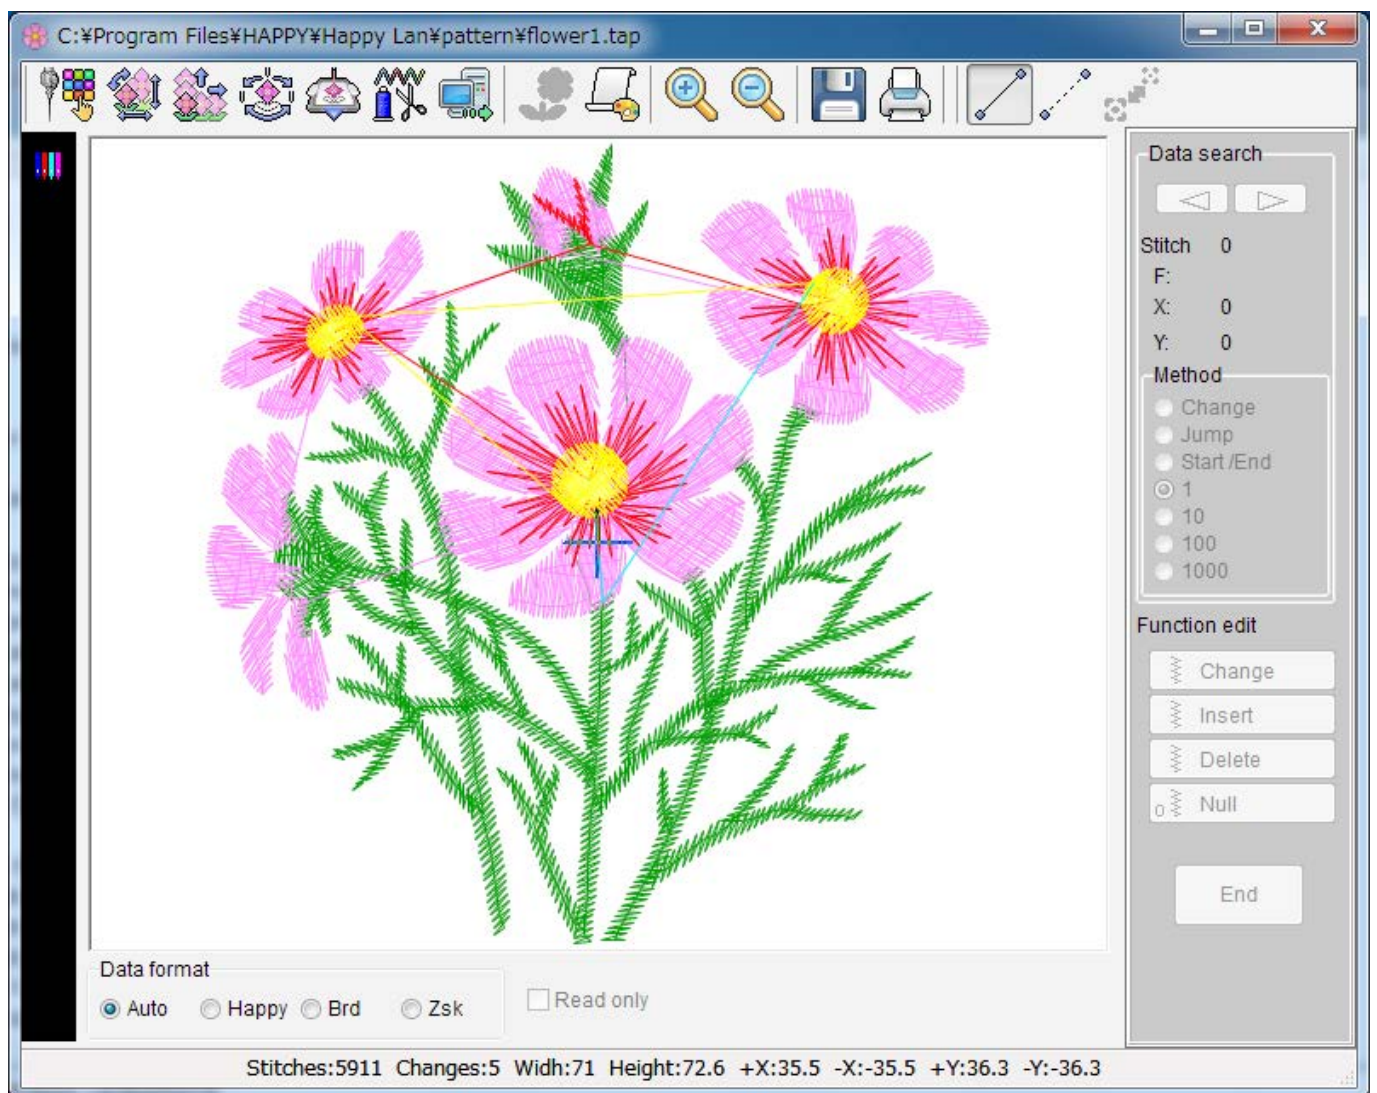 C:¥Program Files¥HAPPY¥Happy Lan¥pattern¥flower1.tap
Data search
Stitch 0
F:
X: 0
Y: 0
Method
Change
Jump
Start/End
1
10
100
1000
Function edit
Change
Insert
Delete
0 Null
End
Data format
Auto Happy Brd Zsk
Read only
Stitches:5911 Changes:5 Widh:71 Height:72.6 +X:35.5 -X:-35.5 +Y:36.3 -Y:-36.3